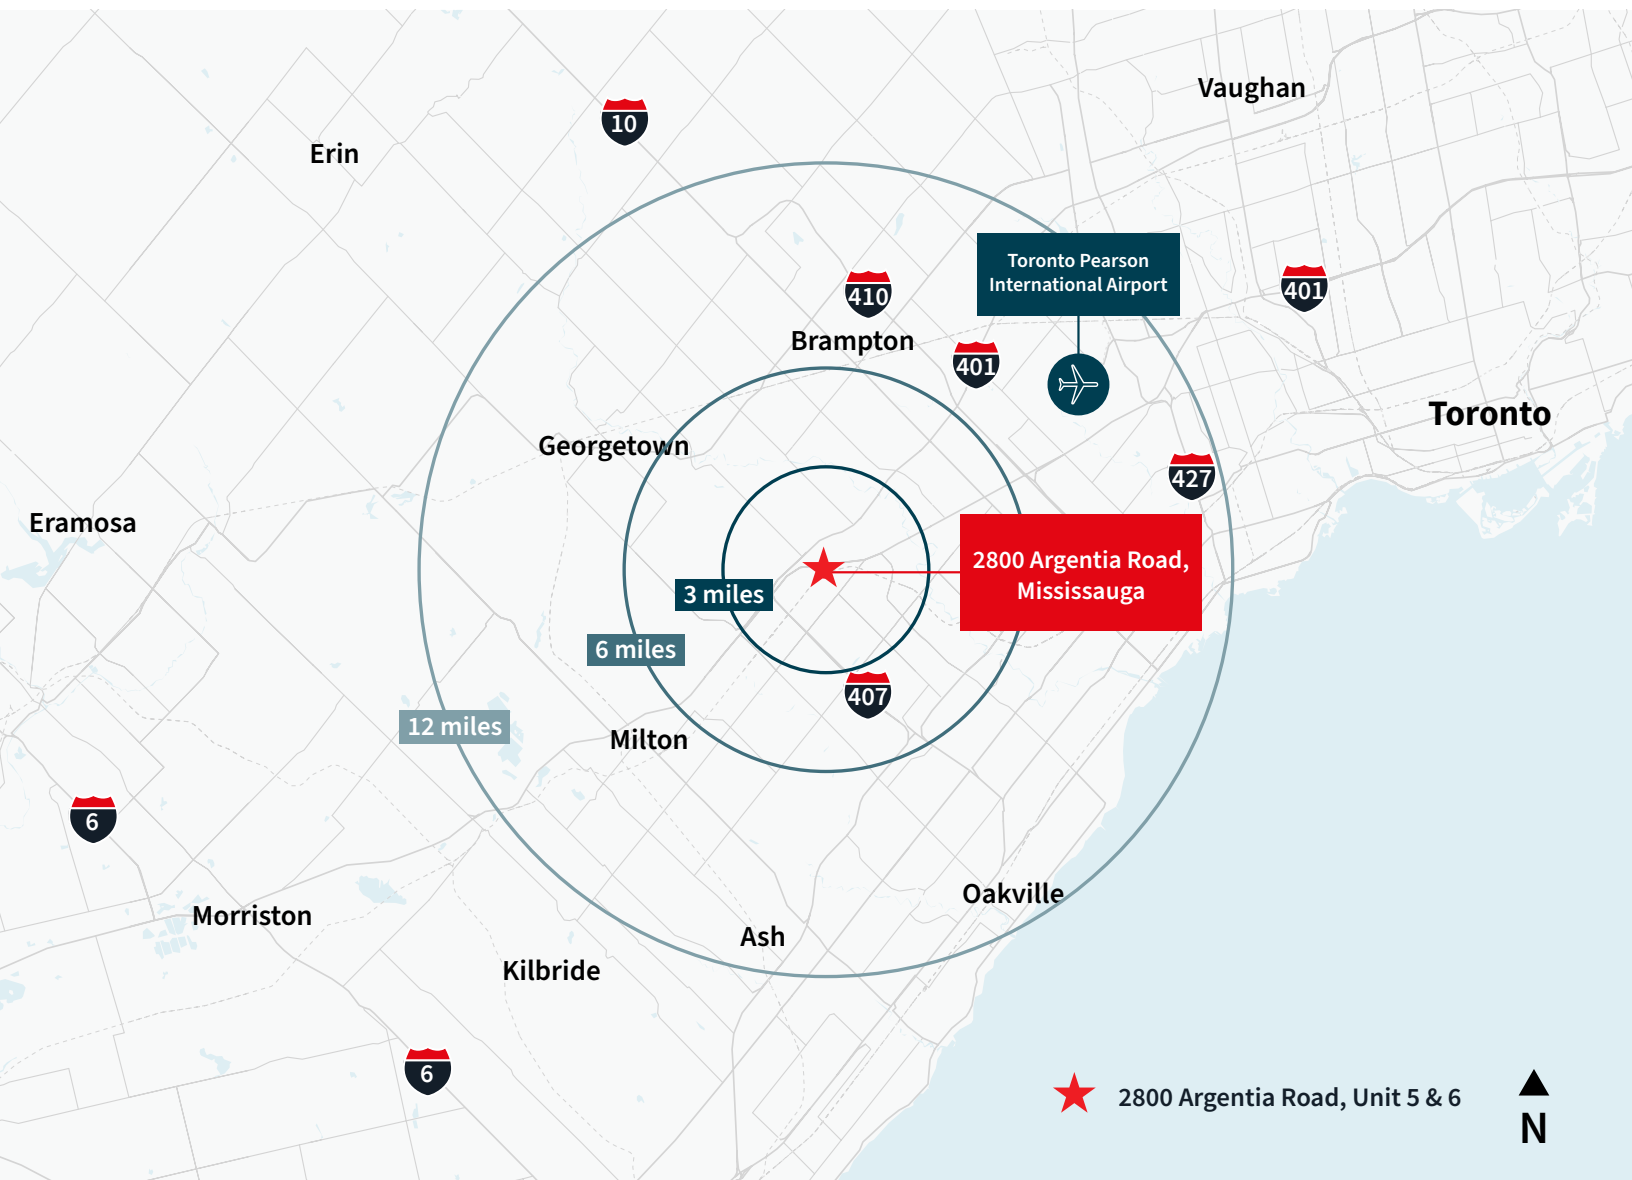 Vaughan
10
Erin
Toronto Pearson
International Airport
410
401
Brampton
401
Toronto
Georgetown
427
Eramosa
2800 Argentia Road,
Mississauga
3 miles
6 miles
407
12 miles
Milton
6
Oakville
Morriston
Ash
Kilbride
6
2800 Argentia Road, Unit 5 & 6
N